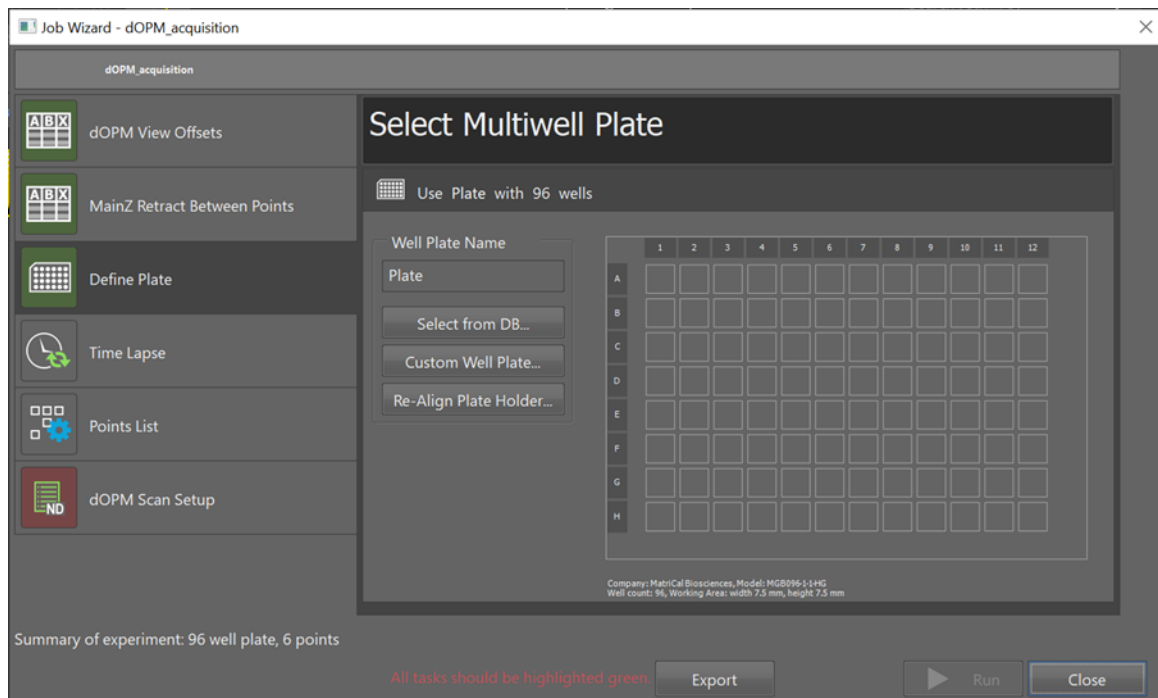 Job Wizard - dOPM_acquisition
dOPM_acquisition
ABX
dOPM View Offsets
ABX
MainZ Retract Between Points
Define Plate
Time Lapse
Points List
ND
dOPM Scan Setup
Select Multiwell Plate
Use Plate with 96 wells
Well Plate Name
Plate
Select from DB...
Custom Well Plate...
Re-Align Plate Holder...
1 2 3 4 5 6 7 8 9 10 11 12
A
B
C
D
E
F
G
H
Company: MatriCal Biosciences, Model: MGB096-1-1-HG
Well count: 96, Working Area: width 7.5 mm, height 7.5 mm
Summary of experiment: 96 well plate, 6 points
All tasks should be highlighted green.
Export
Run
Close